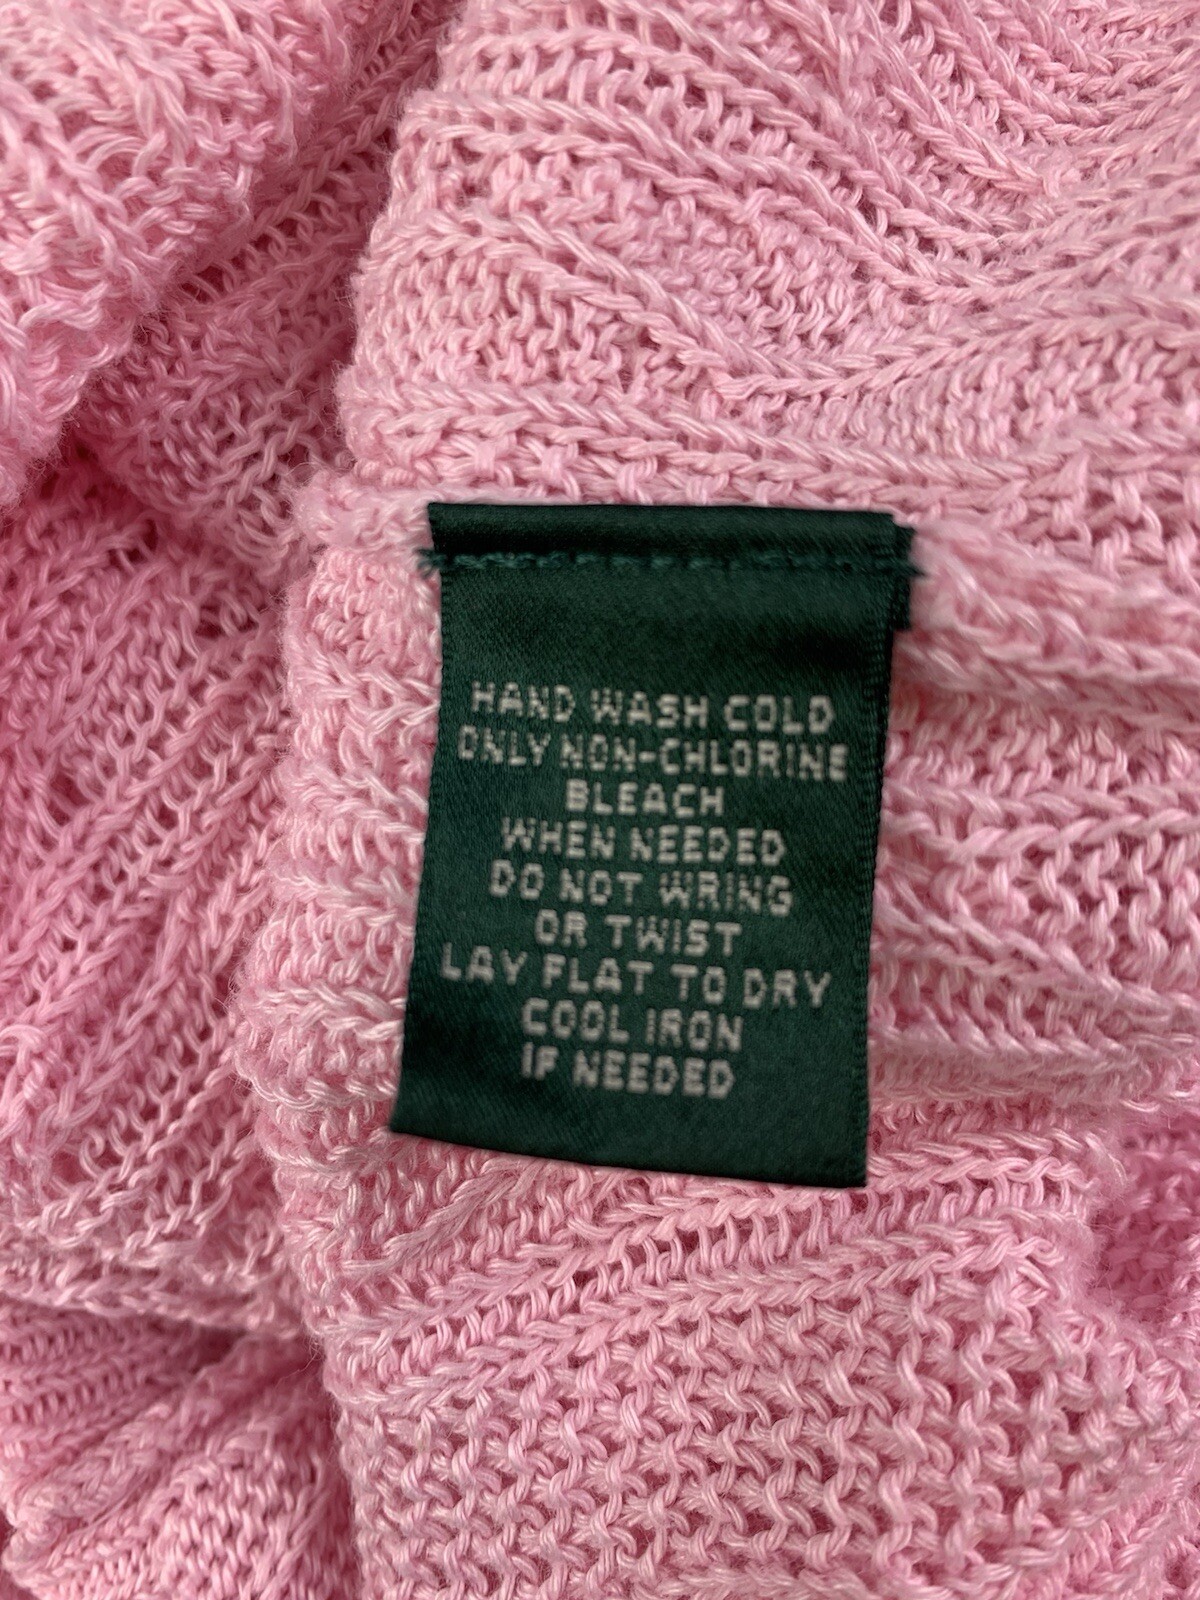 HAND WASH COLD
ONLY NON-CHLORINE
BLEACH
WHEN NEEDED
DO NOT WRING
OR TWIST
LAY FLAT TO DRY
COOL IRON
IF NEEDED